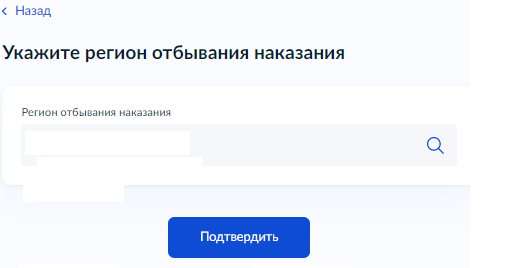 Назад
Укажите регион отбывания наказания
Регион отбывания наказания
Подтвердить